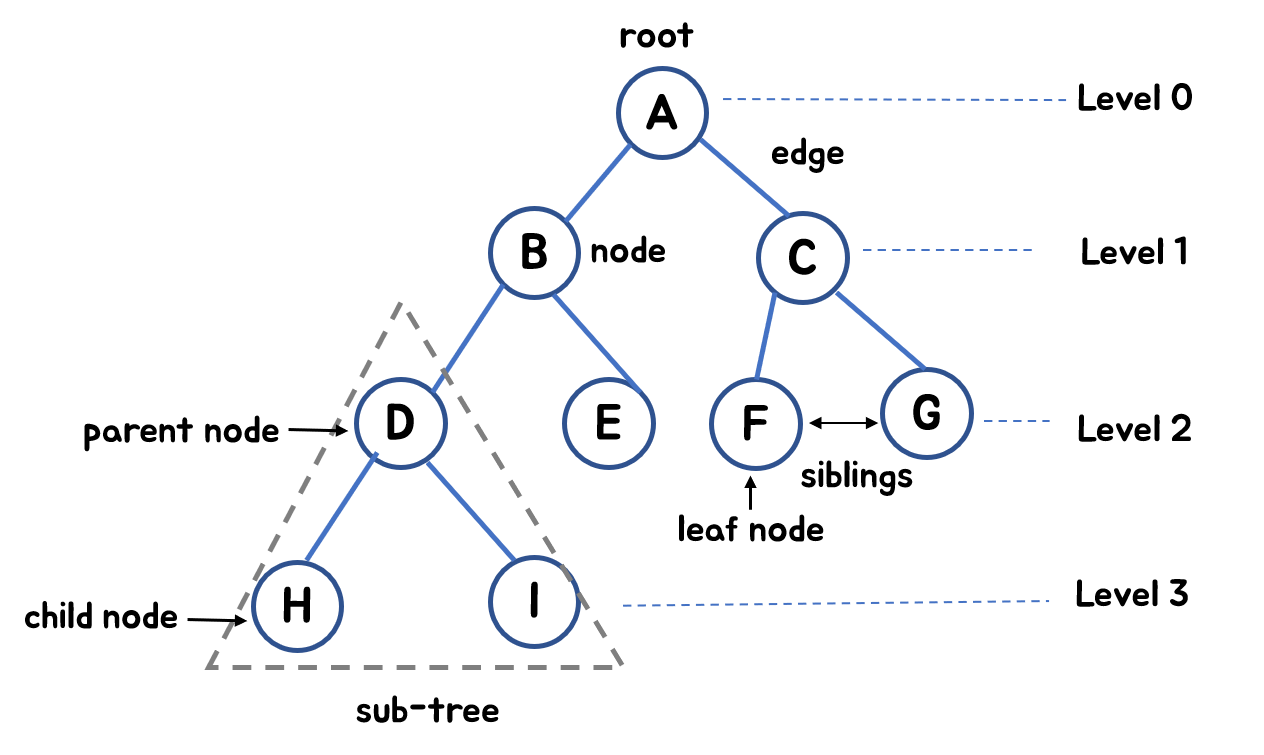 root
A
Level 0
edge
B
node
C
Level 1
D
E
F
G
parent node
Level 2
siblings
leaf node
H
I
child node
Level 3
sub-tree